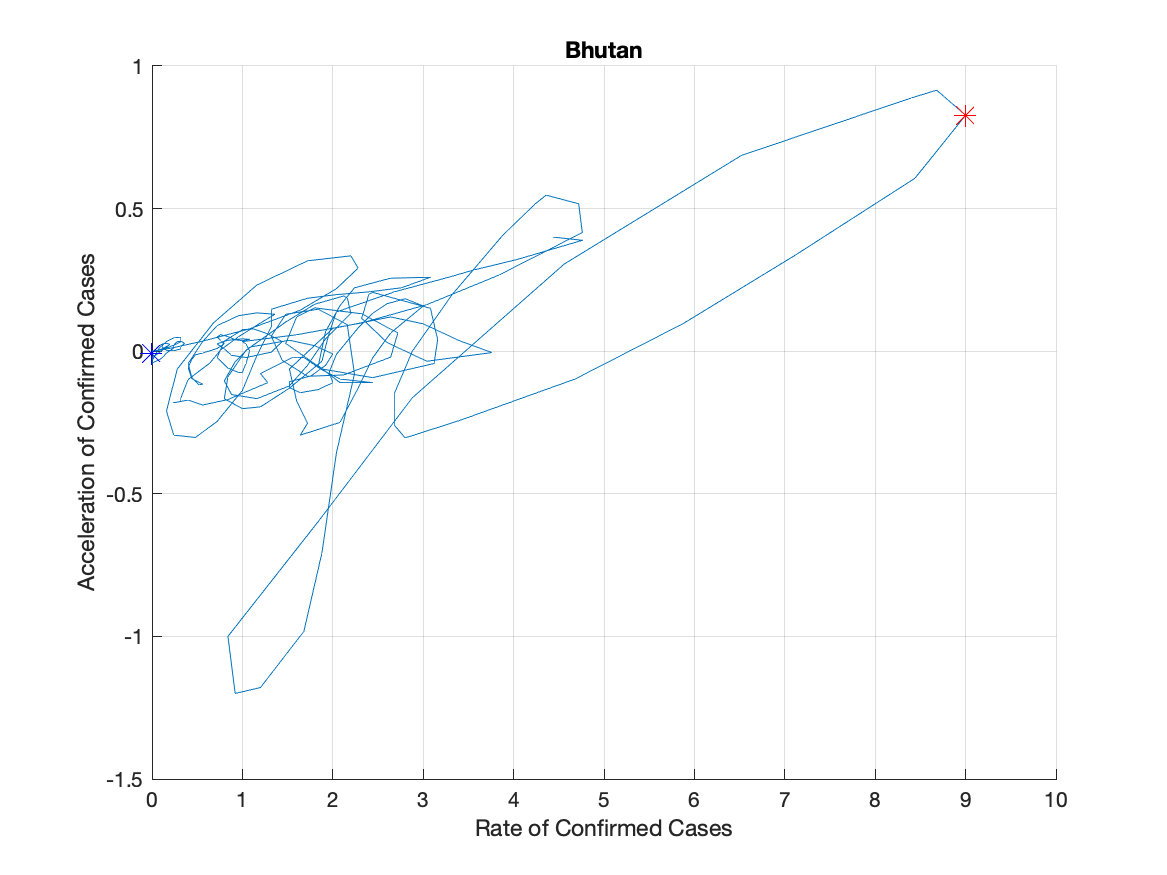 Bhutan
1
0.5
0
-0.5
-1
-1.5
Acceleration of Confirmed Cases
0 1 2 3 4 5 6 7 8 9 10
Rate of Confirmed Cases